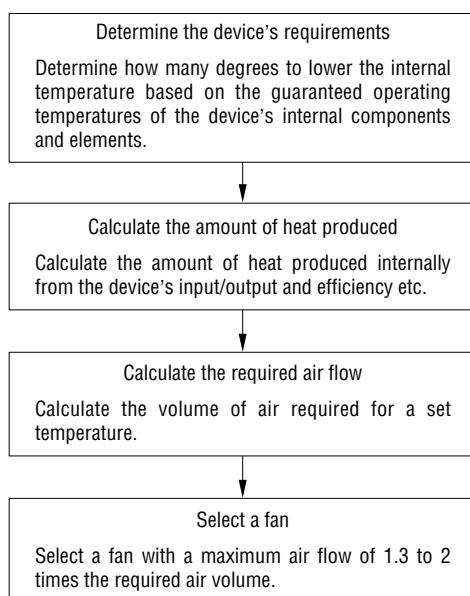 Determine the device’s requirements
Determine how many degrees to lower the internal
temperature based on the guaranteed operating
temperatures of the device’s internal components
and elements.
Calculate the amount of heat produced
Calculate the amount of heat produced internally
from the device’s input/output and efficiency etc.
Calculate the required air flow
Calculate the volume of air required for a set
temperature.
Select a fan
Select a fan with a maximum air flow of 1.3 to 2
times the required air volume.